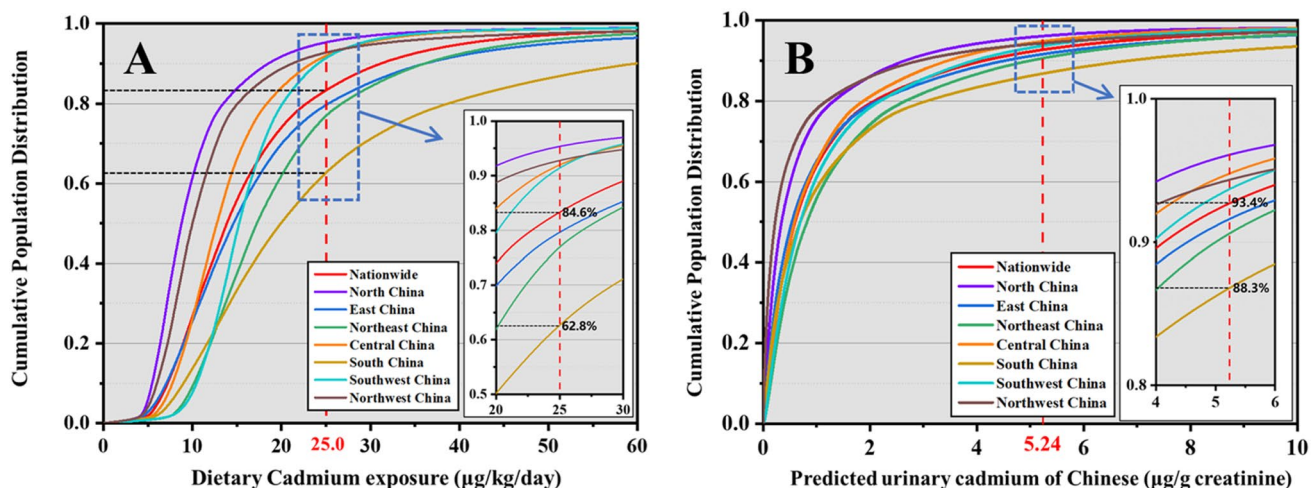 A
Cumulative Population Distribution
1.0
0.8
0.6
0.4
0.2
0.0
0
10
20
25.0
30
40
50
60
Dietary Cadmium exposure (µg/kg/day)
Nationwide
North China
East China
Northeast China
Central China
South China
Southwest China
Northwest China
1.0
0.9
0.8
0.7
0.6
0.5
84.6%
62.8%
20
25
30
B
Cumulative Population Distribution
1.0
0.8
0.6
0.4
0.2
0.0
0
2
4
5.24
6
8
10
Predicted urinary cadmium of Chinese (µg/g creatinine)
Nationwide
North China
East China
Northeast China
Central China
South China
Southwest China
Northwest China
1.0
0.9
0.8
93.4%
88.3%
4
5
6